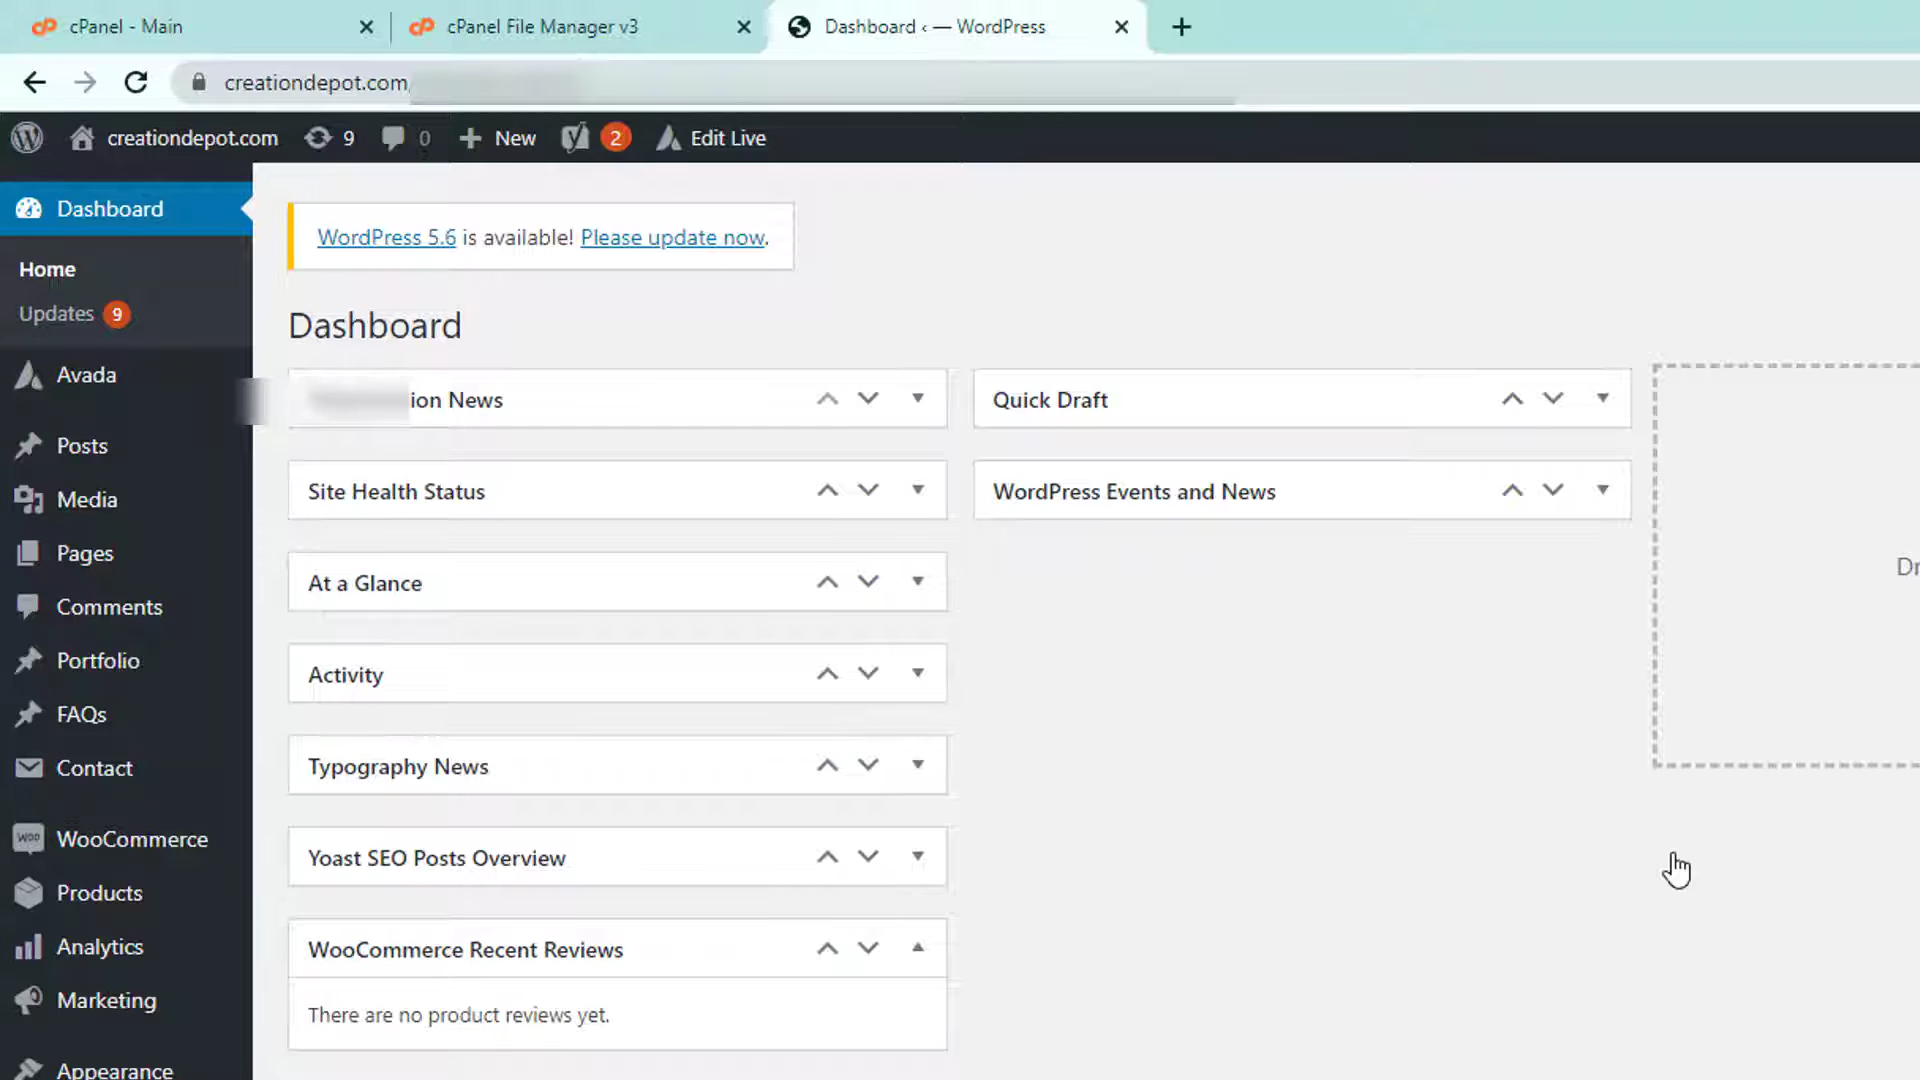 cPanel - Main
cPanel File Manager v3
Dashboard ‹ — WordPress
creationdepot.com
creationdepot.com
9
0
New
2
Edit Live
Dashboard
Home
Updates 9
Avada
Posts
Media
Pages
Comments
Portfolio
FAQs
Contact
WooCommerce
Products
Analytics
Marketing
Appearance
WordPress 5.6 is available! Please update now.
Dashboard
News
Site Health Status
At a Glance
Activity
Typography News
Yoast SEO Posts Overview
WooCommerce Recent Reviews
There are no product reviews yet.
Quick Draft
WordPress Events and News